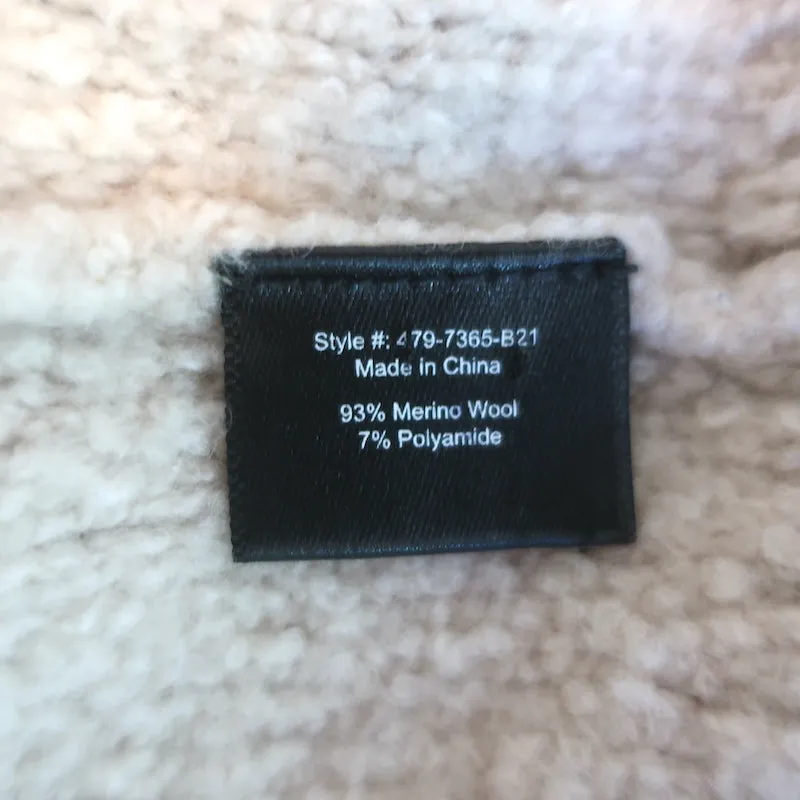 Style #: 479-7365-B21
Made in China
93% Merino Wool
7% Polyamide